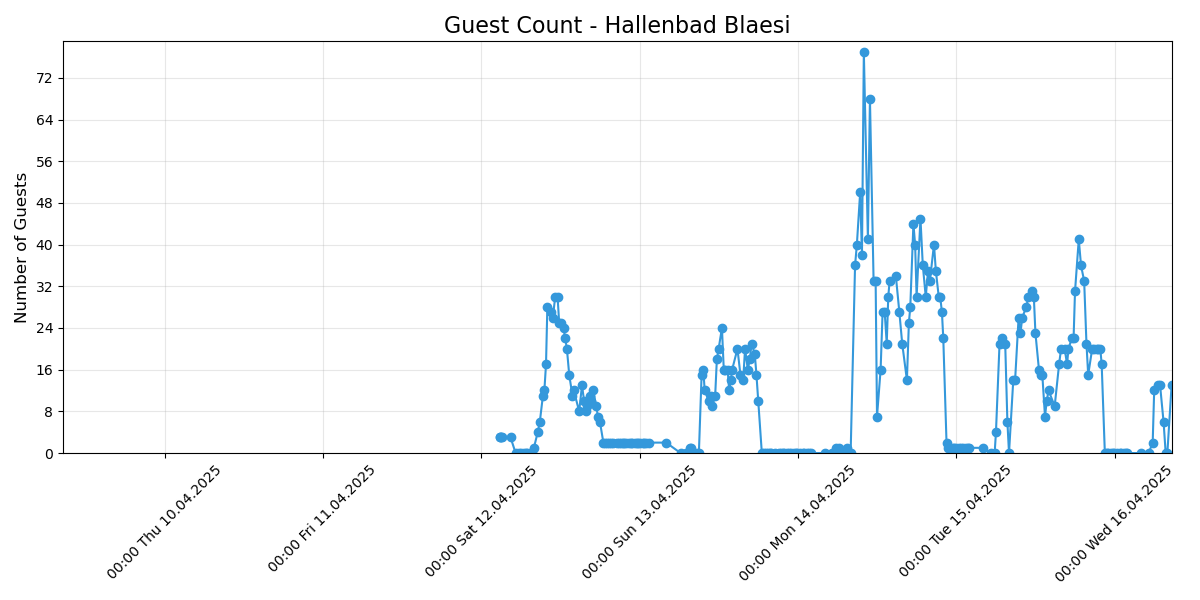 Guest Count - Hallenbad Blaesi
Number of Guests
72
64
56
48
40
32
24
16
8
0
00:00 Thu 10.04.2025
00:00 Fri 11.04.2025
00:00 Sat 12.04.2025
00:00 Sun 13.04.2025
00:00 Mon 14.04.2025
00:00 Tue 15.04.2025
00:00 Wed 16.04.2025